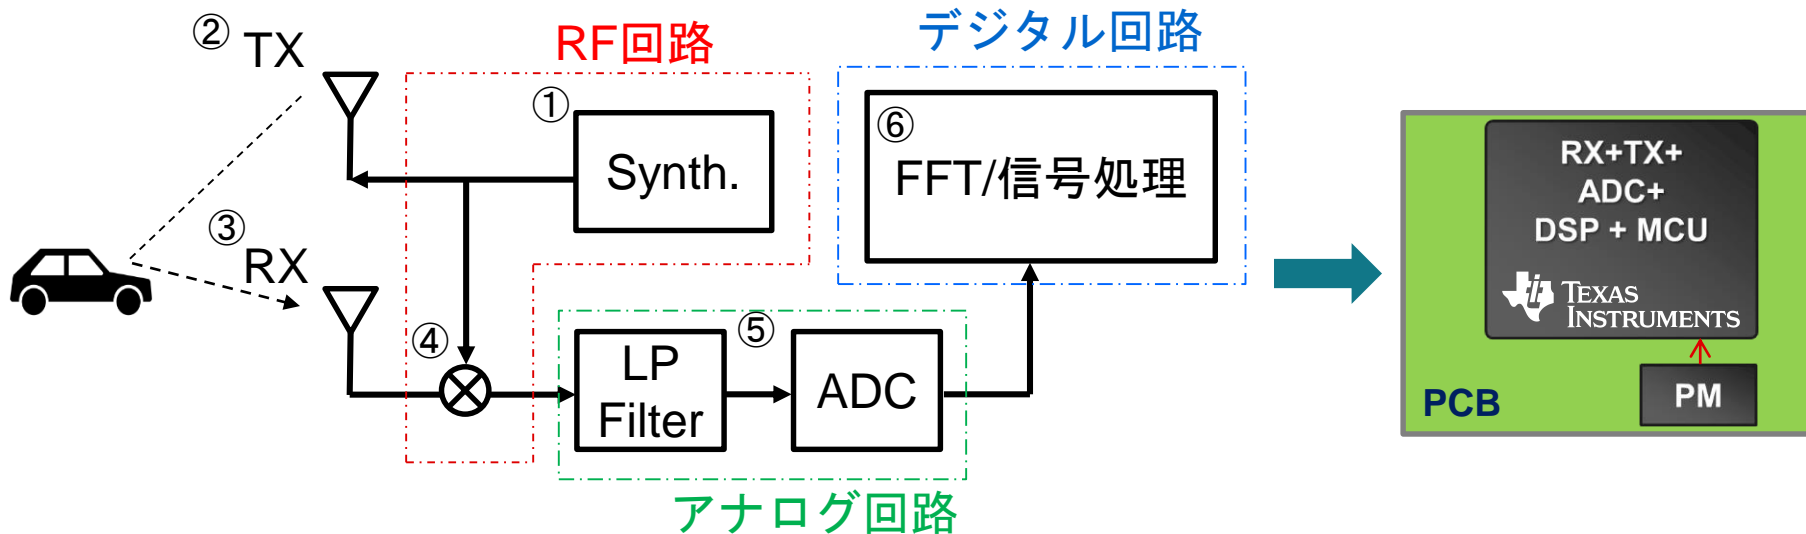 ② TX
RF回路
デジタル回路
①
Synth.
⑥
FFT/信号処理
③
RX
④
LP
Filter
⑤
ADC
アナログ回路
RX+TX+
ADC+
DSP + MCU
TEXAS
INSTRUMENTS
PM
PCB